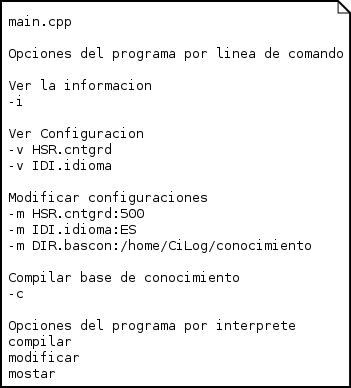 main.cpp
Opciones del programa por linea de comando
Ver la informacion
-i
Ver Configuracion
-v HSR.cntgrd
-v IDI.idioma
Modificar configuraciones
-m HSR.cntgrd:500
-m IDI.idioma:ES
-m DIR.bascon:/home/CiLog/conocimiento
Compilar base de conocimiento
-c
Opciones del programa por interprete
compilar
modificar
mostar